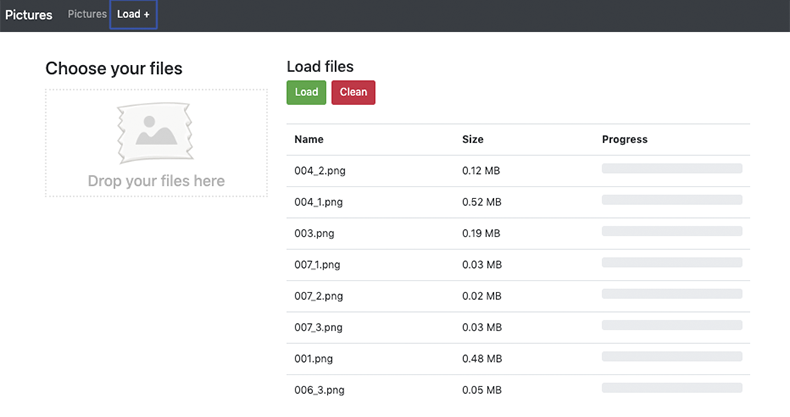 Pictures Pictures Load +
Choose your files
Drop your files here
Load files
Load Clean
Name Size Progress
004_2.png 0.12 MB
004_1.png 0.52 MB
003.png 0.19 MB
007_1.png 0.03 MB
007_2.png 0.02 MB
007_3.png 0.03 MB
001.png 0.48 MB
006_3.png 0.05 MB